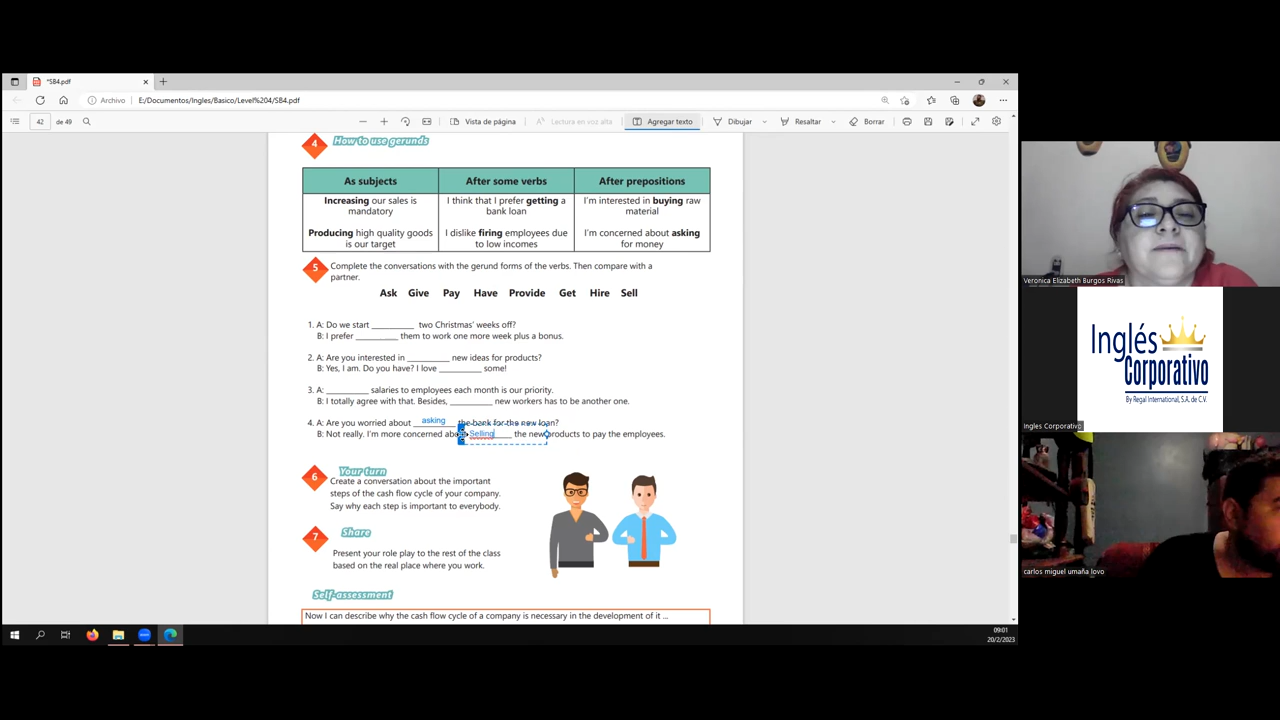 *SB4.pdf
Archivo E:/Documentos/Ingles/Basico/Level%204/SB4.pdf
42 de 49 Vista de página Lectura en voz alta Agregar texto Dibujar Resaltar Borrar
4 How to use gerunds
As subjects After some verbs After prepositions
Increasing our sales is mandatory I think that I prefer getting a bank loan I'm interested in buying raw material
Producing high quality goods is our target I dislike firing employees due to low incomes I'm concerned about asking for money
5 Complete the conversations with the gerund forms of the verbs. Then compare with a
partner.
Ask Give Pay Have Provide Get Hire Sell
1. A: Do we start __________ two Christmas' weeks off?
B: I prefer __________ them to work one more week plus a bonus.
2. A: Are you interested in __________ new ideas for products?
B: Yes, I am. Do you have? I love __________ some!
3. A: __________ salaries to employees each month is our priority.
B: I totally agree with that. Besides, __________ new workers has to be another one.
4. A: Are you worried about asking the bank for the new loan?
B: Not really. I'm more concerned about Selling the new products to pay the employees.
6 Your turn
Create a conversation about the important
steps of the cash flow cycle of your company.
Say why each step is important to everybody.
7 Share
Present your role play to the rest of the class
based on the real place where you work.
Self-assessment
Now I can describe why the cash flow cycle of a company is necessary in the development of it ...
09:01
20/2/2023
Veronica Elizabeth Burgos Rivas
Inglés
Corporativo
By Regal International, S.A. de C.V.
Ingles Corporativo
carlos miguel umaña lovo